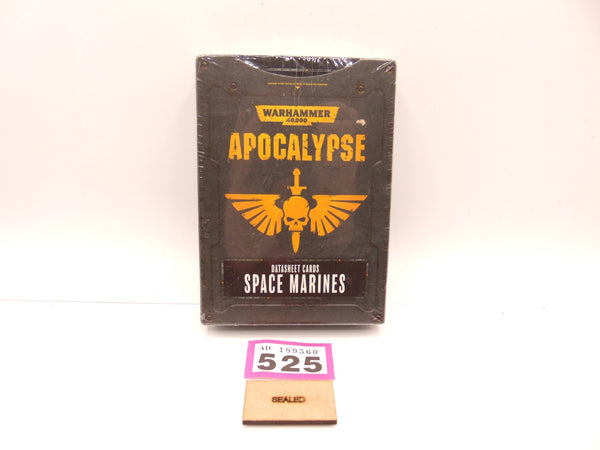 WARHAMMER
40,000
APOCALYPSE
DATASHEET CARDS
SPACE MARINES
AD 189560
525
SEALED